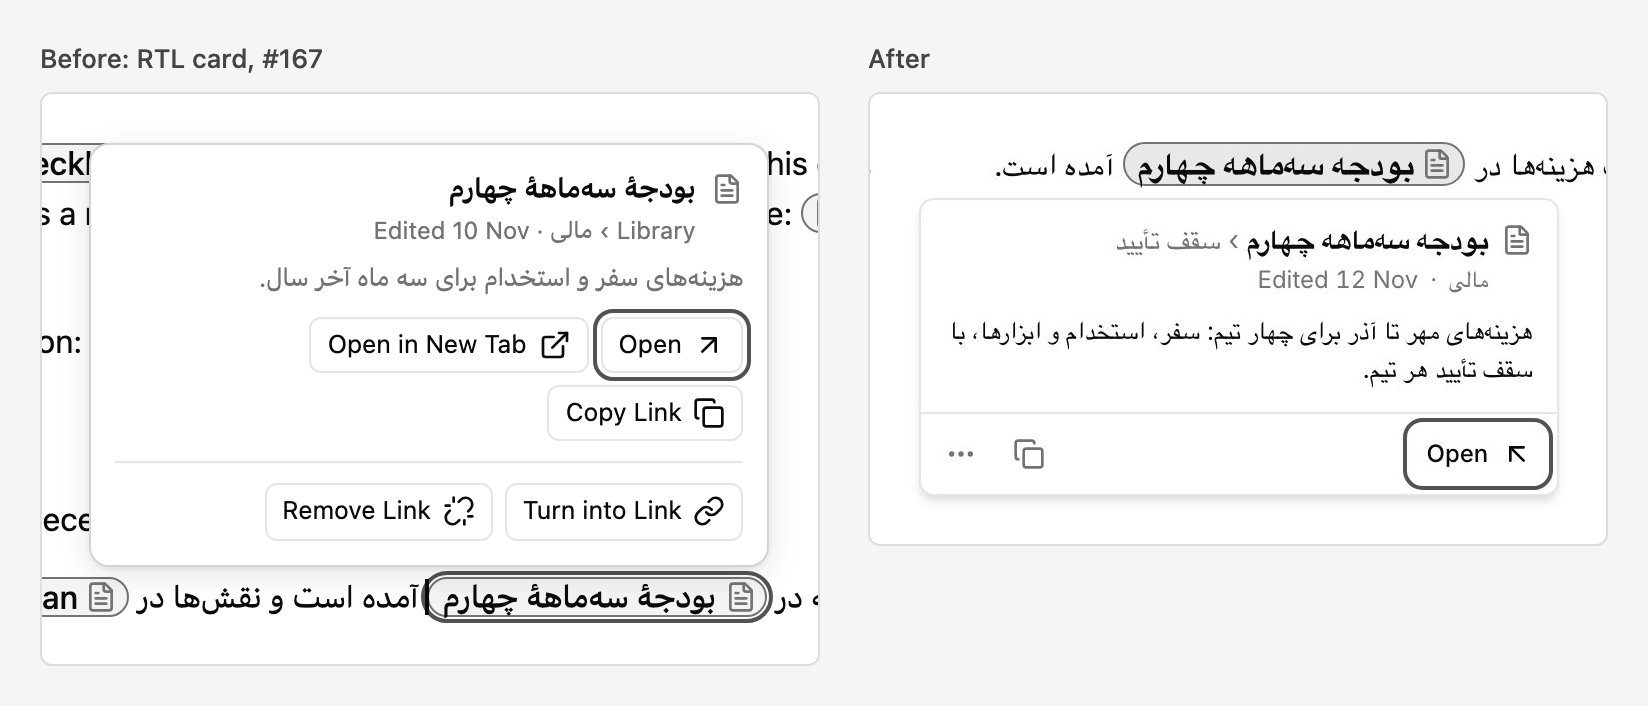 Before: RTL card, #167
his
بودجهٔ سه‌ماههٔ چهارم
Library › مالی · Edited 10 Nov
s a
e:
هزینه‌های سفر و استخدام برای سه ماه آخر سال.
on:
Open
Open in New Tab
Copy Link
Turn into Link
Remove Link
در بودجهٔ سه‌ماههٔ چهارم آمده است و نقش‌ها در an
After
هزینه‌ها در بودجه سه‌ماهه چهارم آمده است.
بودجه سه‌ماهه چهارم › سقف تأیید
مالی · Edited 12 Nov
هزینه‌های مهر تا آذر برای چهار تیم: سفر، استخدام و ابزارها، با
سقف تأیید هر تیم.
Open